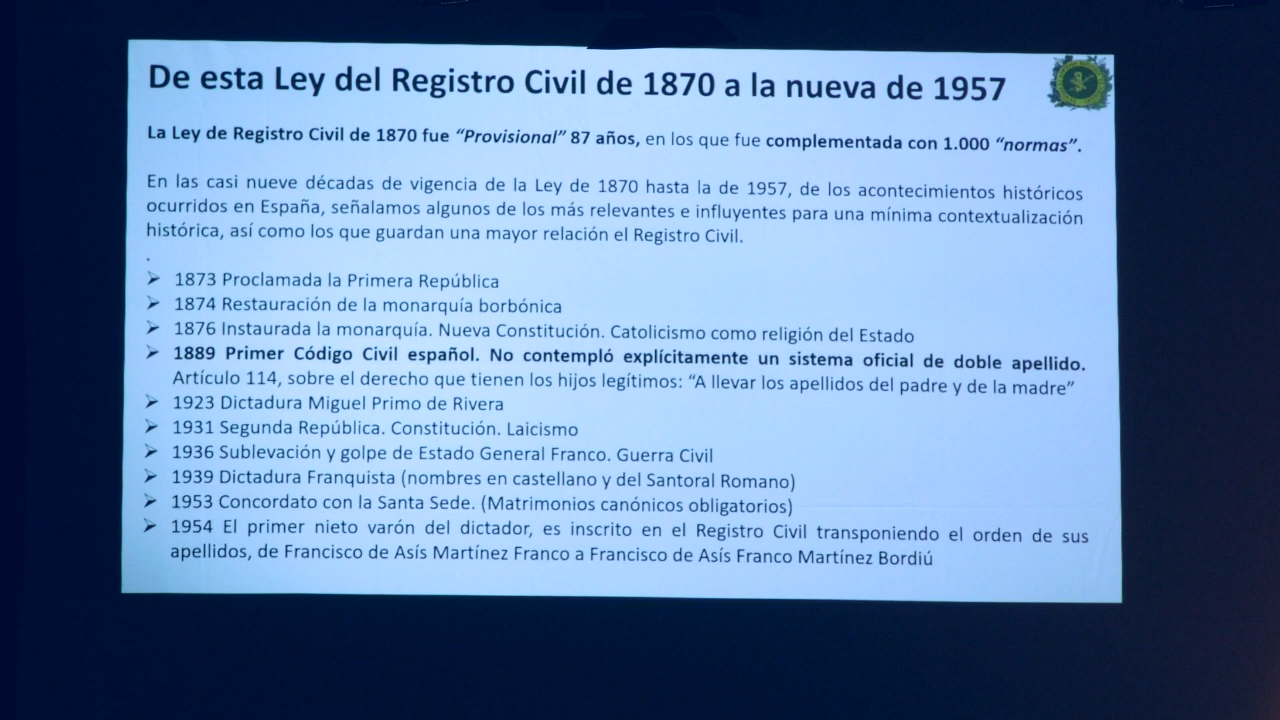 De esta Ley del Registro Civil de 1870 a la nueva de 1957
La Ley de Registro Civil de 1870 fue “Provisional” 87 años, en los que fue complementada con 1.000 “normas”.
En las casi nueve décadas de vigencia de la Ley de 1870 hasta la de 1957, de los acontecimientos históricos
ocurridos en España, señalamos algunos de los más relevantes e influyentes para una mínima contextualización
histórica, así como los que guardan una mayor relación el Registro Civil.
.
➢ 1873 Proclamada la Primera República
➢ 1874 Restauración de la monarquía borbónica
➢ 1876 Instaurada la monarquía. Nueva Constitución. Catolicismo como religión del Estado
➢ 1889 Primer Código Civil español. No contempló explícitamente un sistema oficial de doble apellido.
Artículo 114, sobre el derecho que tienen los hijos legítimos: “A llevar los apellidos del padre y de la madre”
➢ 1923 Dictadura Miguel Primo de Rivera
➢ 1931 Segunda República. Constitución. Laicismo
➢ 1936 Sublevación y golpe de Estado General Franco. Guerra Civil
➢ 1939 Dictadura Franquista (nombres en castellano y del Santoral Romano)
➢ 1953 Concordato con la Santa Sede. (Matrimonios canónicos obligatorios)
➢ 1954 El primer nieto varón del dictador, es inscrito en el Registro Civil transponiendo el orden de sus
apellidos, de Francisco de Asís Martínez Franco a Francisco de Asís Franco Martínez Bordiú